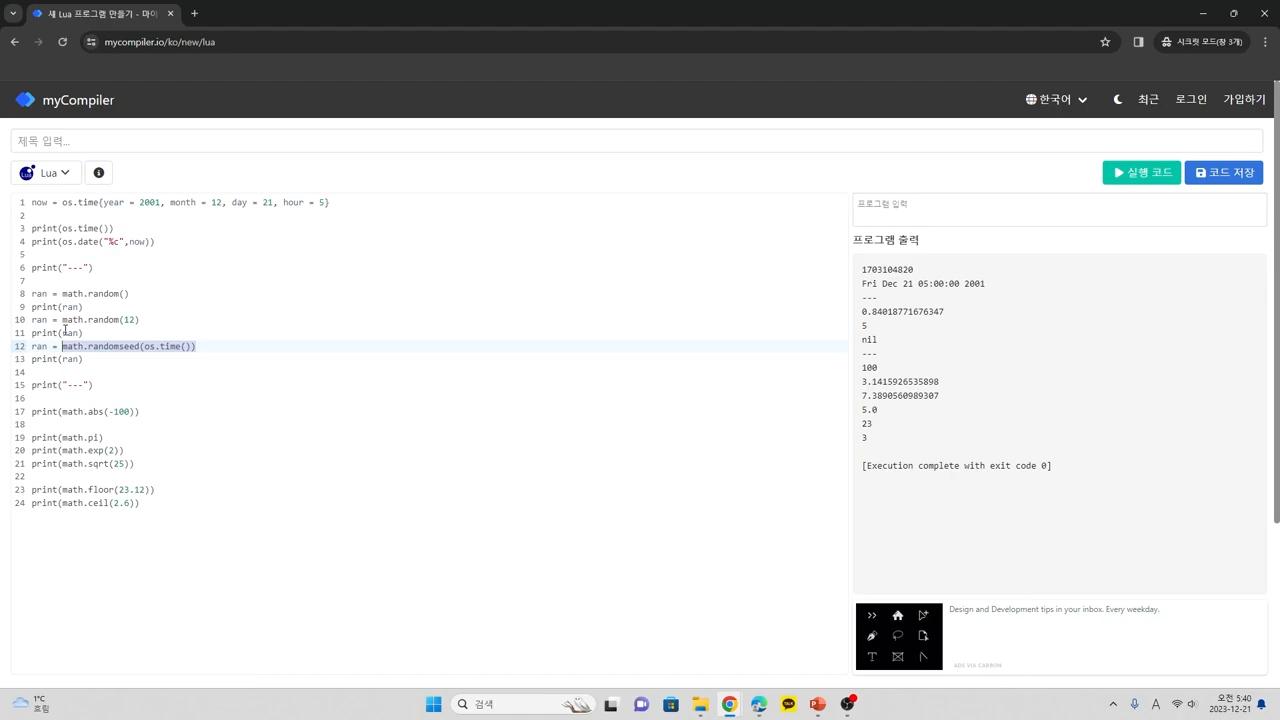 새 Lua 프로그램 만들기 - 마이
mycompiler.io/ko/new/lua
시크릿 모드(창 3개)
myCompiler
한국어
최근
로그인
가입하기
제목 입력...
Lua
실행 코드
코드 저장
1 now = os.time{year = 2001, month = 12, day = 21, hour = 5}
2
3 print(os.time())
4 print(os.date("%c",now))
5
6 print("---")
7
8 ran = math.random()
9 print(ran)
10 ran = math.random(12)
11 print(ran)
12 ran = math.randomseed(os.time())
13 print(ran)
14
15 print("---")
16
17 print(math.abs(-100))
18
19 print(math.pi)
20 print(math.exp(2))
21 print(math.sqrt(25))
22
23 print(math.floor(23.12))
24 print(math.ceil(2.6))
프로그램 입력
프로그램 출력
1703104820
Fri Dec 21 05:00:00 2001
---
0.84018771676347
5
nil
---
100
3.1415926535898
7.3890560989307
5.0
23
3
[Execution complete with exit code 0]
Design and Development tips in your inbox. Every weekday.
ADS VIA CARBON
1°C
흐림
검색
TALK
A
오전 5:40
2023-12-21